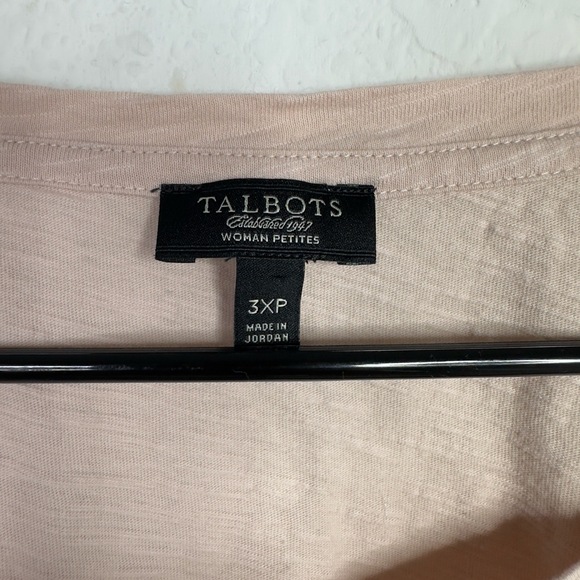 TALBOTS
Established 1947
WOMAN PETITES
3XP
MADE IN
JORDAN